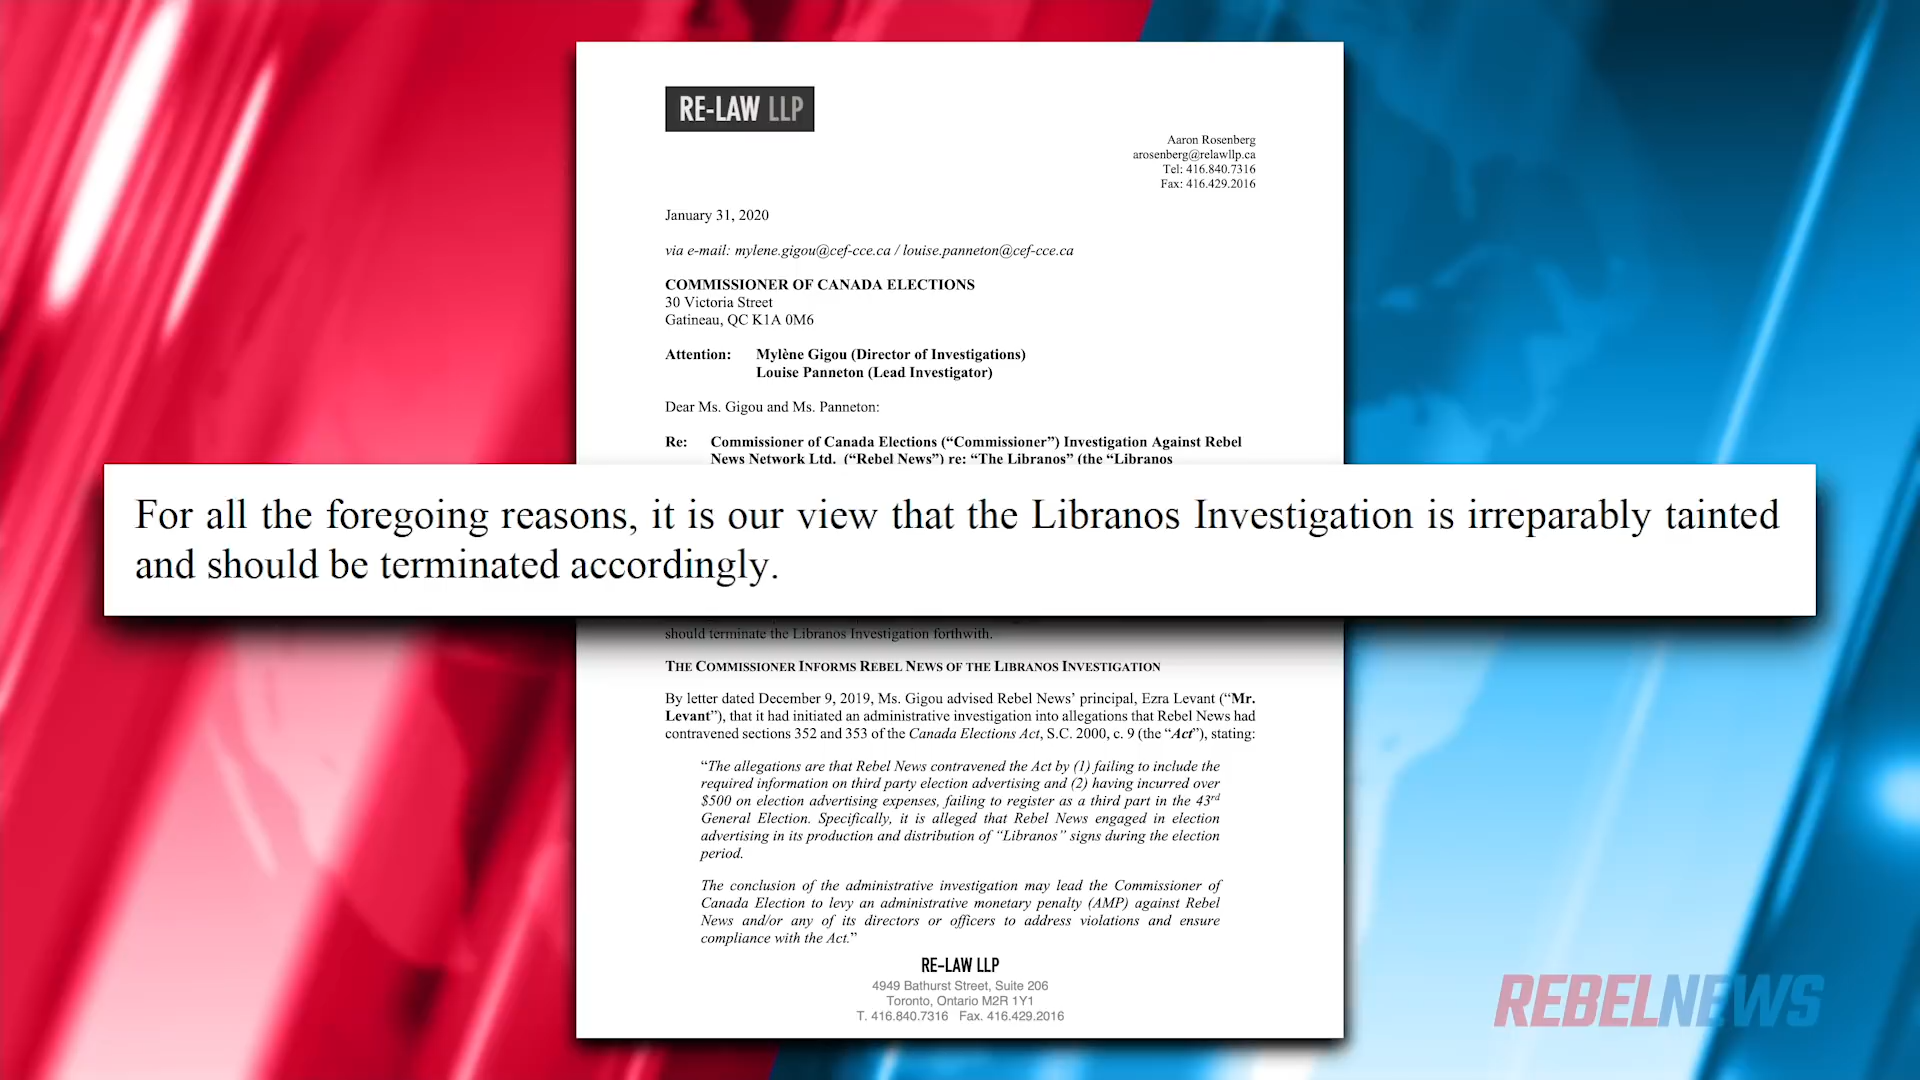 RE-LAW LLP
Aaron Rosenberg
arosenberg@relawllp.ca
Tel: 416.840.7316
Fax: 416.429.2016
January 31, 2020
via e-mail: mylene.gigou@cef-cce.ca / louise.panneton@cef-cce.ca
COMMISSIONER OF CANADA ELECTIONS
30 Victoria Street
Gatineau, QC K1A 0M6
Attention: Mylène Gigou (Director of Investigations)
Louise Panneton (Lead Investigator)
Dear Ms. Gigou and Ms. Panneton:
Re: Commissioner of Canada Elections (“Commissioner”) Investigation Against Rebel
News Network Ltd. (“Rebel News”) re: “The Libranos” (the “Libranos
For all the foregoing reasons, it is our view that the Libranos Investigation is irreparably tainted
and should be terminated accordingly.
should terminate the Libranos Investigation forthwith.
THE COMMISSIONER INFORMS REBEL NEWS OF THE LIBRANOS INVESTIGATION
By letter dated December 9, 2019, Ms. Gigou advised Rebel News’ principal, Ezra Levant (“Mr.
Levant”), that it had initiated an administrative investigation into allegations that Rebel News had
contravened sections 352 and 353 of the Canada Elections Act, S.C. 2000, c. 9 (the “Act”), stating:
“The allegations are that Rebel News contravened the Act by (1) failing to include the
required information on third party election advertising and (2) having incurred over
$500 on election advertising expenses, failing to register as a third part in the 43rd
General Election. Specifically, it is alleged that Rebel News engaged in election
advertising in its production and distribution of “Libranos” signs during the election
period.
The conclusion of the administrative investigation may lead the Commissioner of
Canada Election to levy an administrative monetary penalty (AMP) against Rebel
News and/or any of its directors or officers to address violations and ensure
compliance with the Act.”
RE-LAW LLP
4949 Bathurst Street, Suite 206
Toronto, Ontario M2R 1Y1
T. 416.840.7316 Fax. 416.429.2016
REBELNEWS